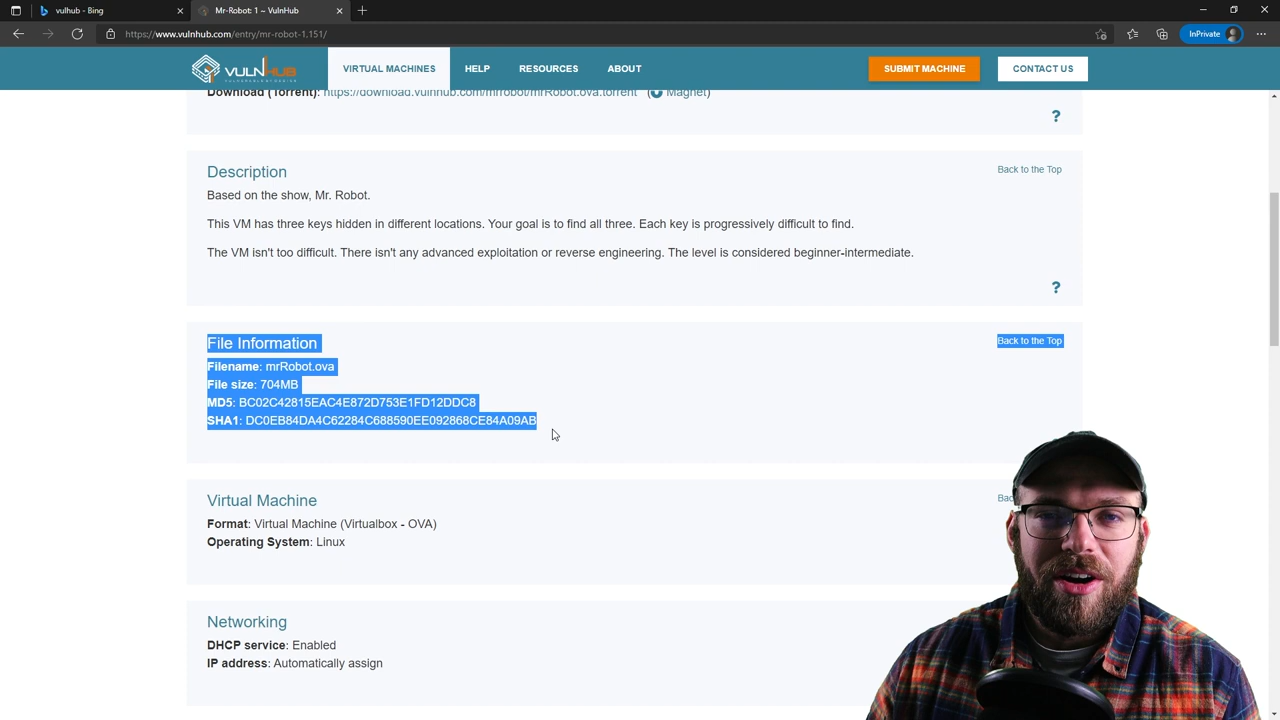 vulhub - Bing
Mr-Robot: 1 ~ VulnHub
https://www.vulnhub.com/entry/mr-robot-1,151/
InPrivate
VULNHUB
VULNERABLE BY DESIGN
VIRTUAL MACHINES
HELP
RESOURCES
ABOUT
SUBMIT MACHINE
CONTACT US
Download (Torrent): https://download.vulnhub.com/mrrobot/mrRobot.ova.torrent (Magnet)
?
Description
Back to the Top
Based on the show, Mr. Robot.
This VM has three keys hidden in different locations. Your goal is to find all three. Each key is progressively difficult to find.
The VM isn't too difficult. There isn't any advanced exploitation or reverse engineering. The level is considered beginner-intermediate.
?
File Information
Back to the Top
Filename: mrRobot.ova
File size: 704MB
MD5: BC02C42815EAC4E872D753E1FD12DDC8
SHA1: DC0EB84DA4C62284C688590EE092868CE84A09AB
Virtual Machine
Format: Virtual Machine (Virtualbox - OVA)
Operating System: Linux
Networking
DHCP service: Enabled
IP address: Automatically assign